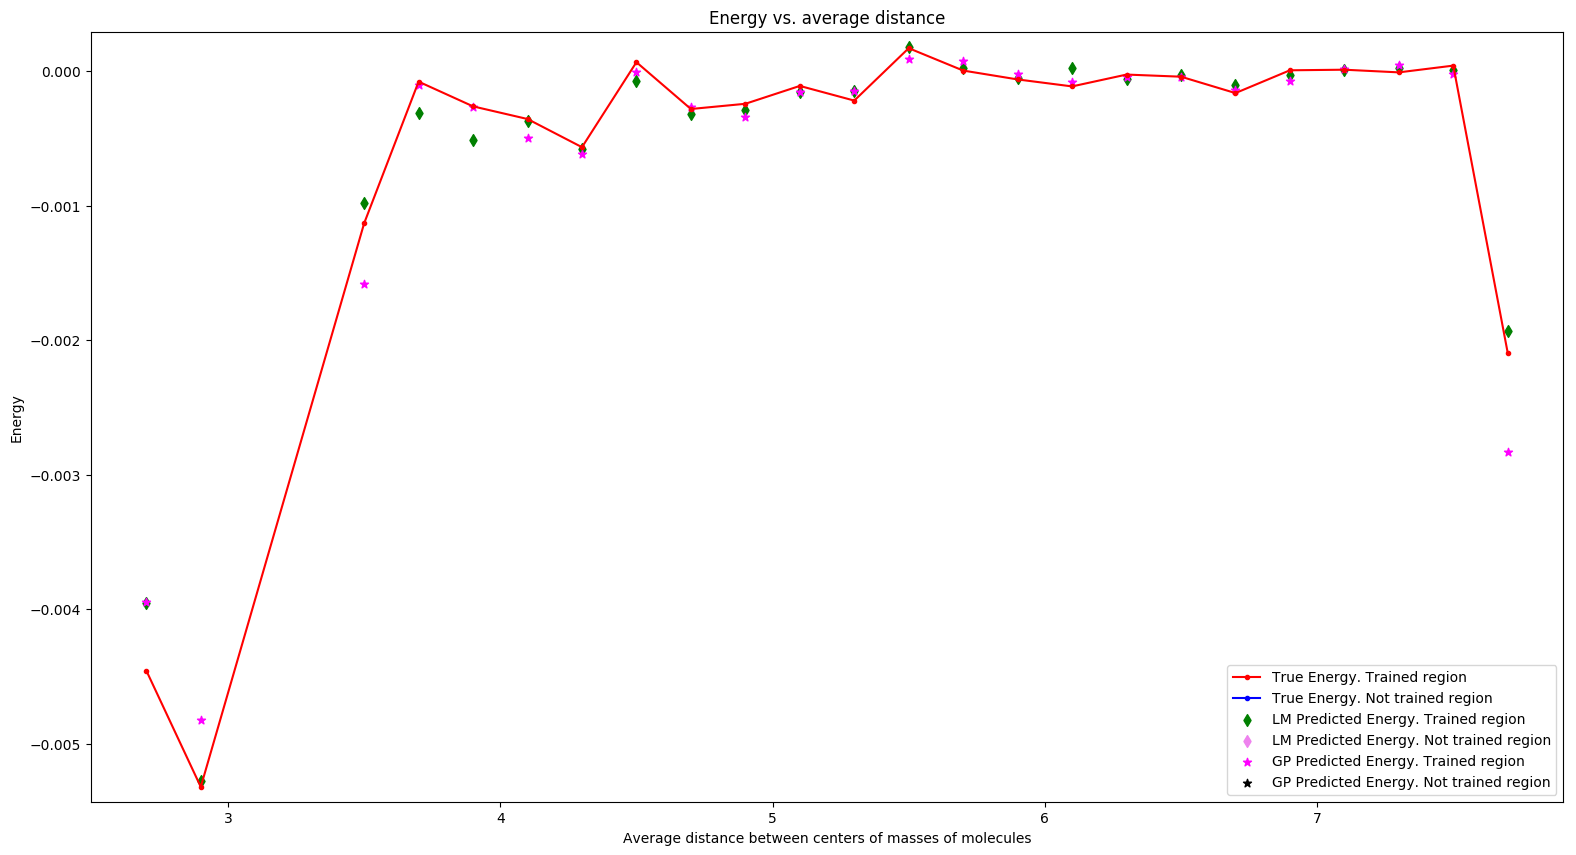 Energy vs. average distance
0.000
−0.001
−0.002
−0.003
−0.004
−0.005
Energy
3
4
5
6
7
Average distance between centers of masses of molecules
True Energy. Trained region
True Energy. Not trained region
LM Predicted Energy. Trained region
LM Predicted Energy. Not trained region
GP Predicted Energy. Trained region
GP Predicted Energy. Not trained region